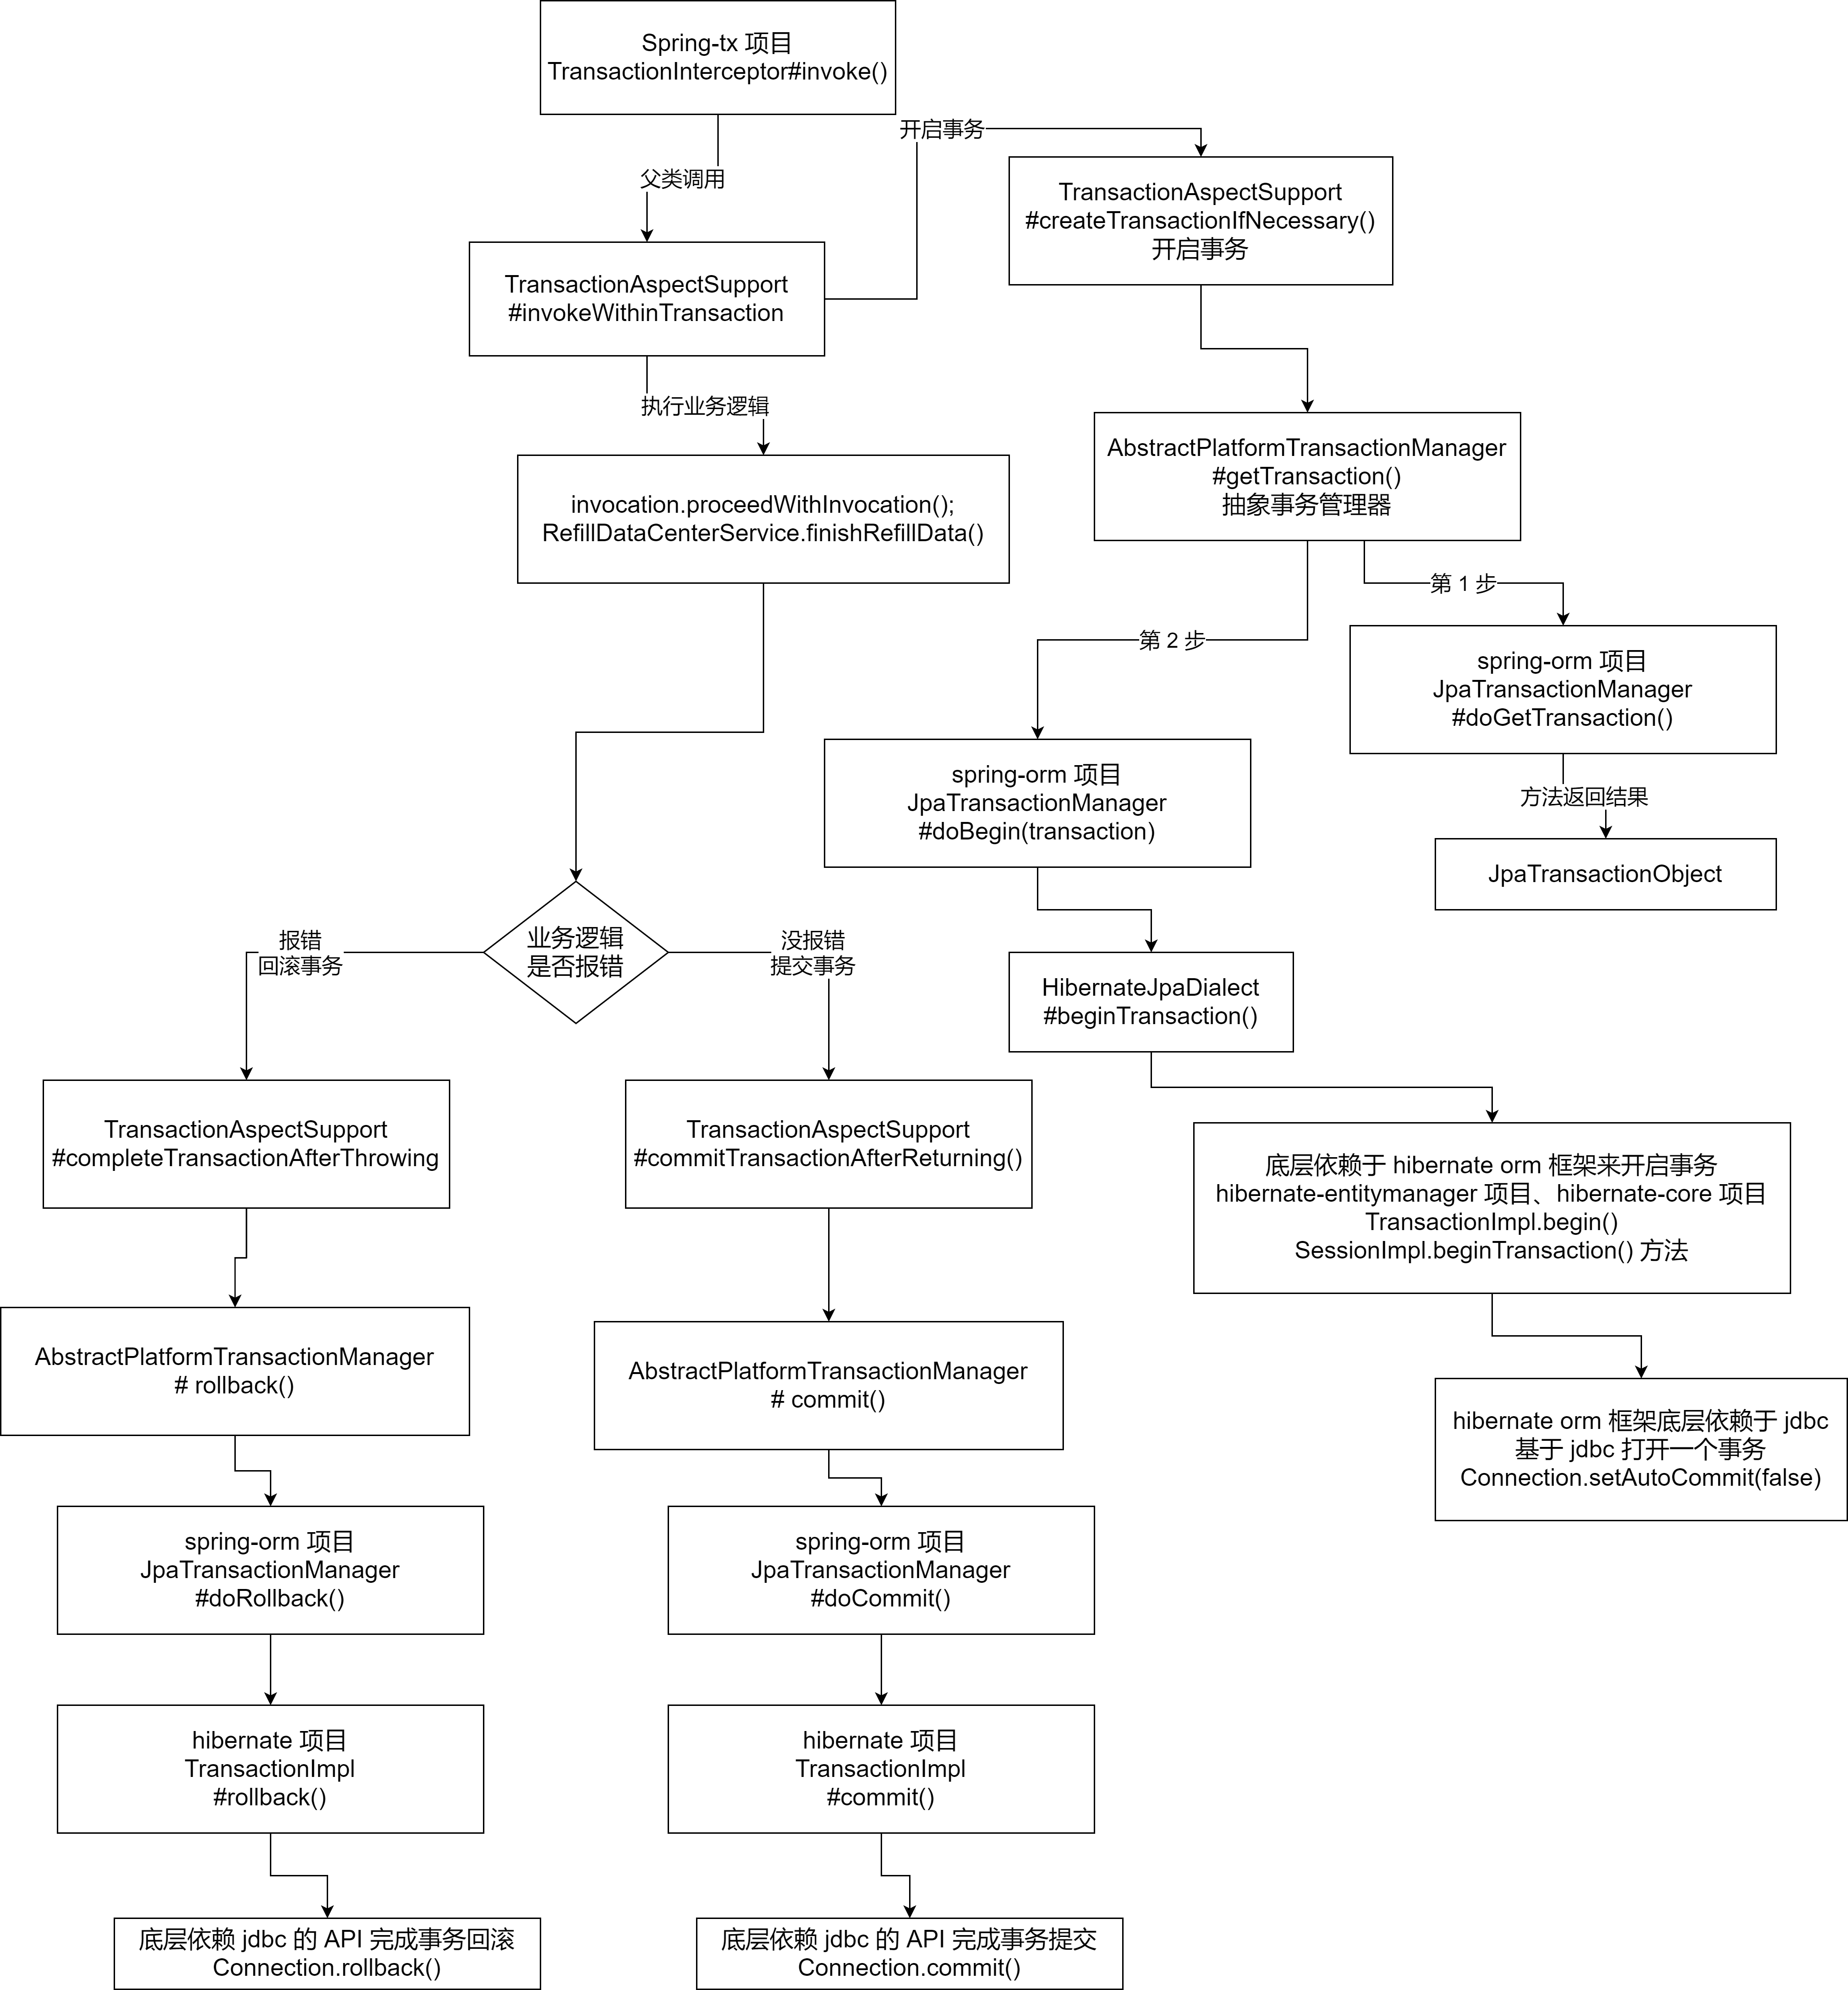 Spring-tx 项目
TransactionInterceptor#invoke()
开启事务
父类调用
TransactionAspectSupport
#createTransactionIfNecessary()
开启事务
TransactionAspectSupport
#invokeWithinTransaction
执行业务逻辑
AbstractPlatformTransactionManager
#getTransaction()
抽象事务管理器
invocation.proceedWithInvocation();
RefillDataCenterService.finishRefillData()
第 1 步
第 2 步
spring-orm 项目
JpaTransactionManager
#doGetTransaction()
spring-orm 项目
JpaTransactionManager
#doBegin(transaction)
方法返回结果
JpaTransactionObject
业务逻辑
是否报错
报错
回滚事务
没报错
提交事务
HibernateJpaDialect
#beginTransaction()
TransactionAspectSupport
#completeTransactionAfterThrowing
TransactionAspectSupport
#commitTransactionAfterReturning()
底层依赖于 hibernate orm 框架来开启事务
hibernate-entitymanager 项目、hibernate-core 项目
TransactionImpl.begin()
SessionImpl.beginTransaction() 方法
AbstractPlatformTransactionManager
# rollback()
AbstractPlatformTransactionManager
# commit()
hibernate orm 框架底层依赖于 jdbc
基于 jdbc 打开一个事务
Connection.setAutoCommit(false)
spring-orm 项目
JpaTransactionManager
#doRollback()
spring-orm 项目
JpaTransactionManager
#doCommit()
hibernate 项目
TransactionImpl
#rollback()
hibernate 项目
TransactionImpl
#commit()
底层依赖 jdbc 的 API 完成事务回滚
Connection.rollback()
底层依赖 jdbc 的 API 完成事务提交
Connection.commit()